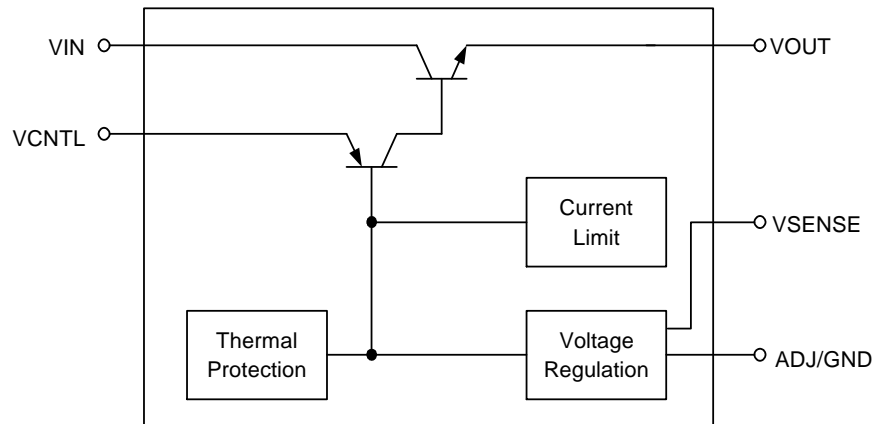 VIN
VOUT
VCNTL
Current
Limit
VSENSE
Thermal
Protection
Voltage
Regulation
ADJ/GND